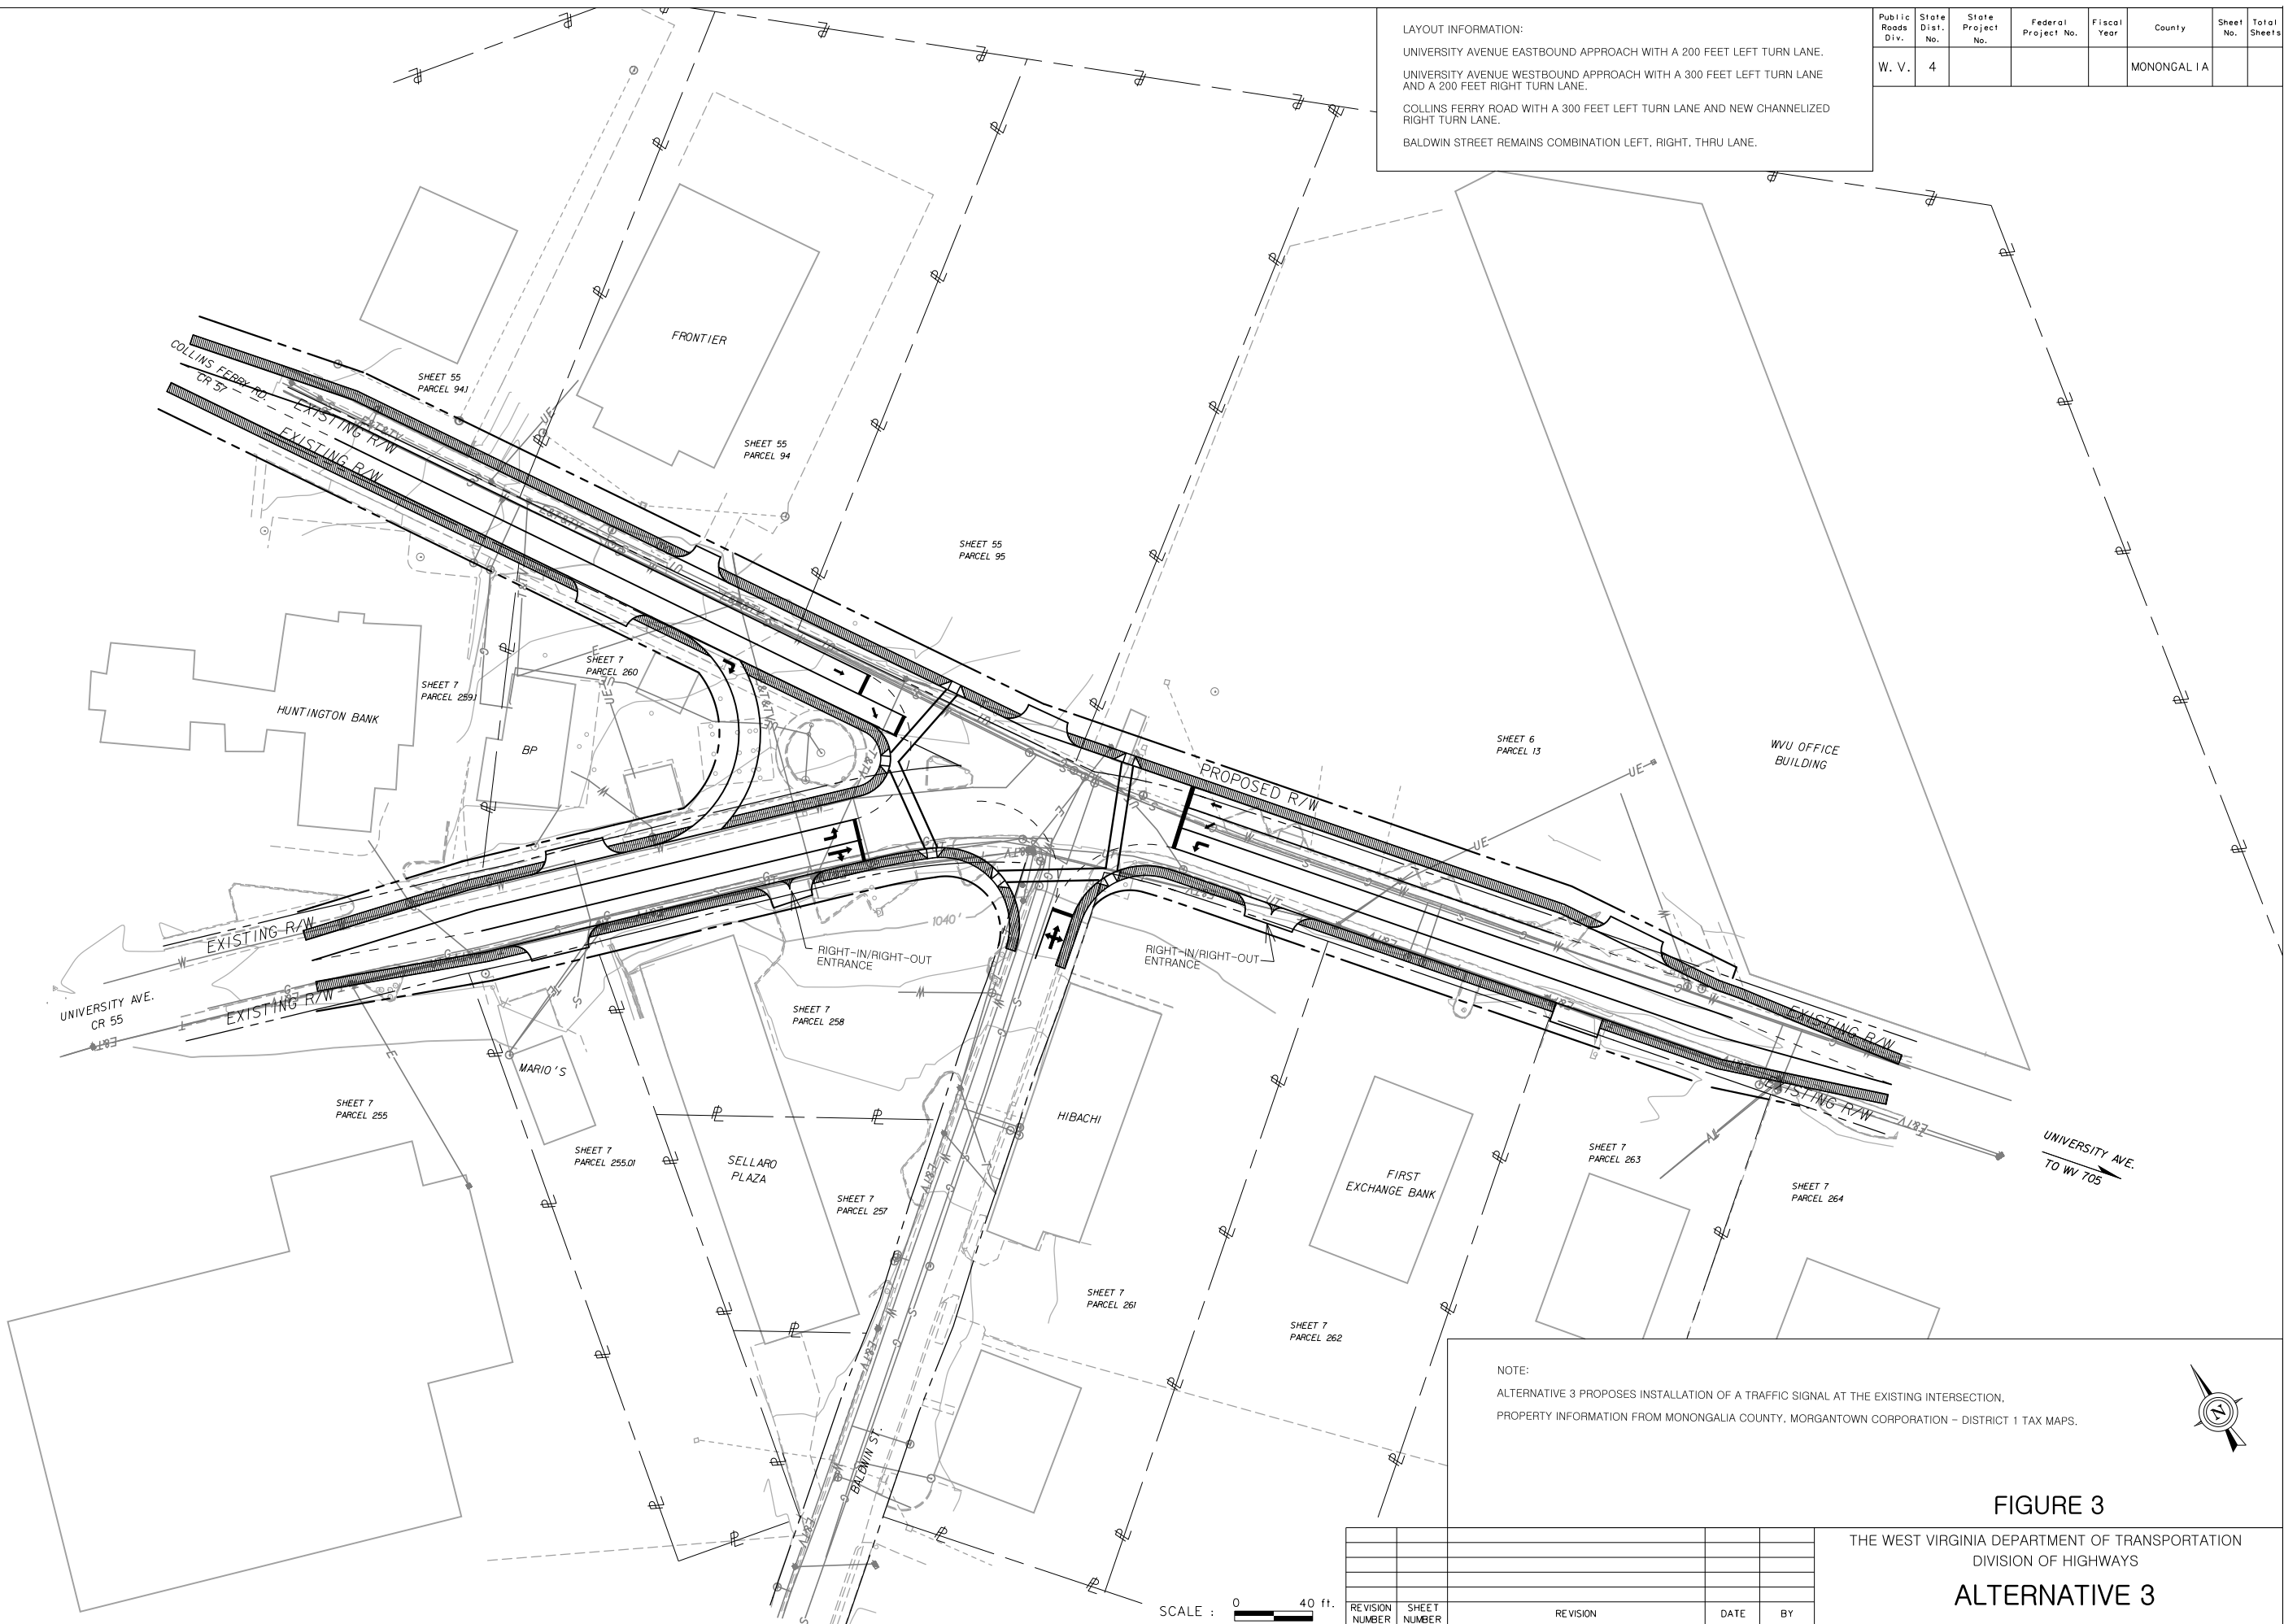 LAYOUT INFORMATION:
UNIVERSITY AVENUE EASTBOUND APPROACH WITH A 200 FEET LEFT TURN LANE.
UNIVERSITY AVENUE WESTBOUND APPROACH WITH A 300 FEET LEFT TURN LANE
AND A 200 FEET RIGHT TURN LANE.
COLLINS FERRY ROAD WITH A 300 FEET LEFT TURN LANE AND NEW CHANNELIZED
RIGHT TURN LANE.
BALDWIN STREET REMAINS COMBINATION LEFT, RIGHT, THRU LANE.
Public Roads Div. State Dist. No. State Project No. Federal Project No. Fiscal Year County Sheet No. Total Sheets
W. V. 4 MONONGALIA
FRONTIER
COLLINS FERRY RD.
CR 57
SHEET 55
PARCEL 94.1
EXISTING R/W
EXISTING R/W
SHEET 55
PARCEL 94
SHEET 55
PARCEL 95
SHEET 7
PARCEL 260
SHEET 7
PARCEL 259.1
HUNTINGTON BANK
BP
SHEET 6
PARCEL 13
WVU OFFICE
BUILDING
PROPOSED R/W
EXISTING R/W
1040'
RIGHT-IN/RIGHT-OUT
ENTRANCE
RIGHT-IN/RIGHT-OUT
ENTRANCE
UNIVERSITY AVE.
CR 55
EXISTING R/W
SHEET 7
PARCEL 258
EXISTING R/W
EXISTING R/W
MARIO'S
SHEET 7
PARCEL 255
HIBACHI
SHEET 7
PARCEL 255.01
SELLARO
PLAZA
SHEET 7
PARCEL 257
FIRST
EXCHANGE BANK
SHEET 7
PARCEL 263
UNIVERSITY AVE.
TO WV 705
SHEET 7
PARCEL 264
SHEET 7
PARCEL 261
SHEET 7
PARCEL 262
BALDWIN ST.
NOTE:
ALTERNATIVE 3 PROPOSES INSTALLATION OF A TRAFFIC SIGNAL AT THE EXISTING INTERSECTION,
PROPERTY INFORMATION FROM MONONGALIA COUNTY, MORGANTOWN CORPORATION - DISTRICT 1 TAX MAPS.
N
FIGURE 3
THE WEST VIRGINIA DEPARTMENT OF TRANSPORTATION
DIVISION OF HIGHWAYS
ALTERNATIVE 3
SCALE : 0 40 ft.
REVISION NUMBER SHEET NUMBER REVISION DATE BY